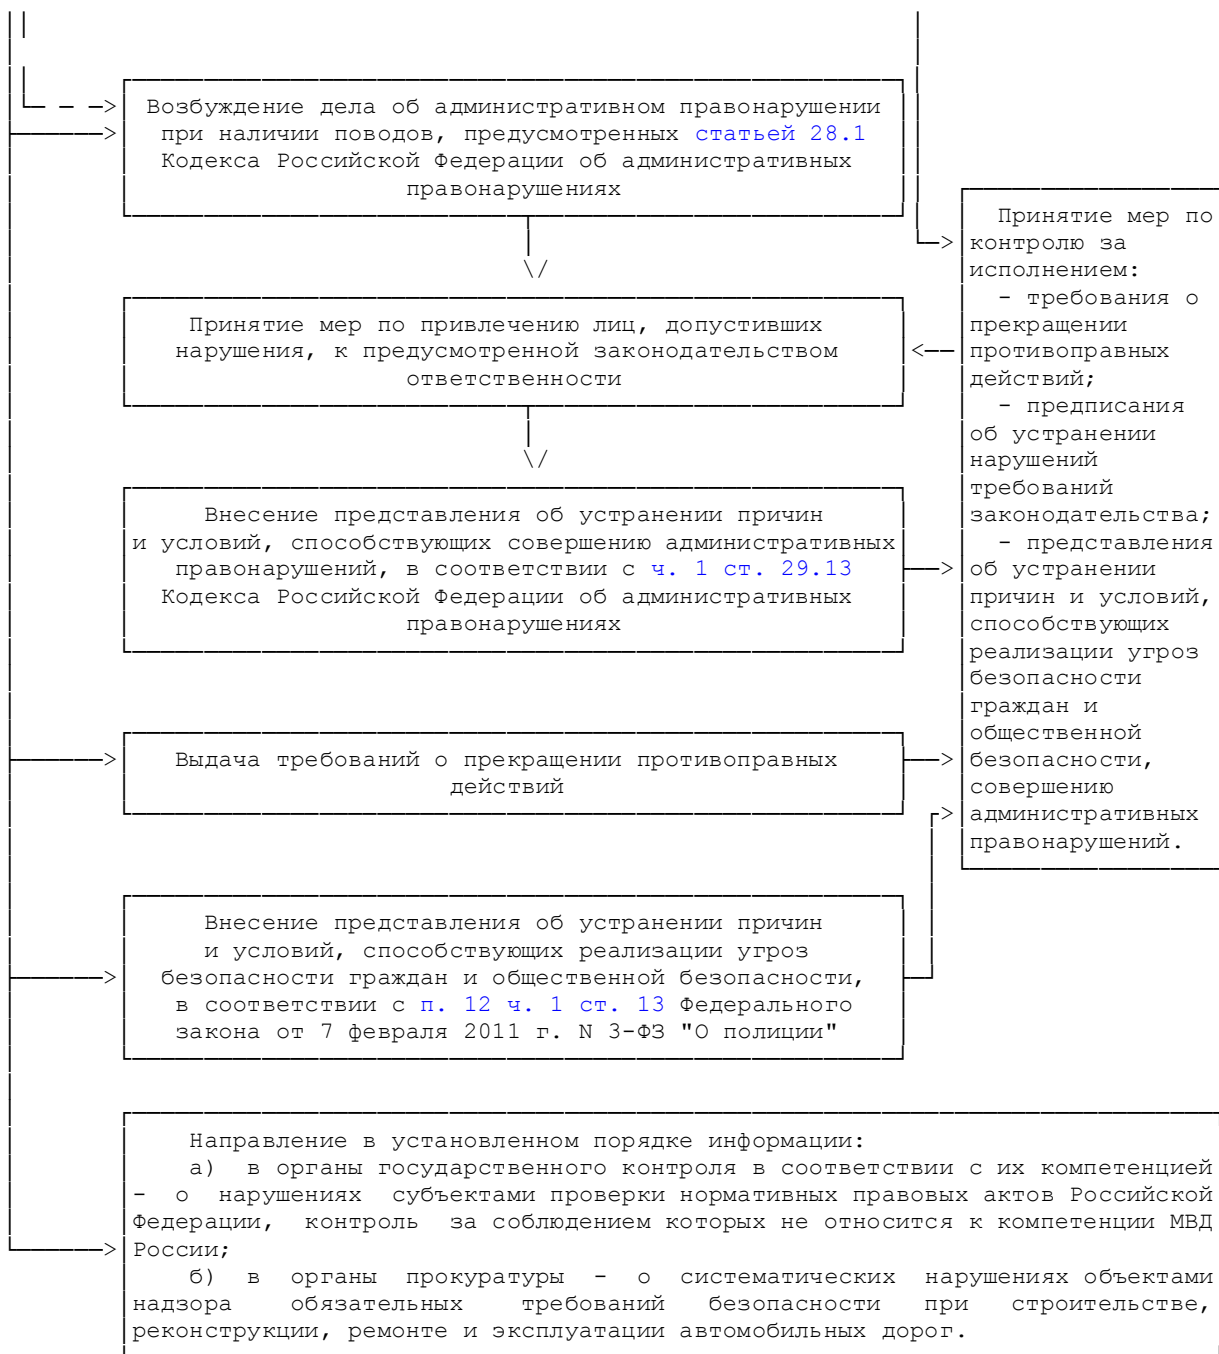 Возбуждение дела об административном правонарушении
при наличии поводов, предусмотренных статьей 28.1
Кодекса Российской Федерации об административных
правонарушениях
Принятие мер по привлечению лиц, допустивших
нарушения, к предусмотренной законодательством
ответственности
Внесение представления об устранении причин
и условий, способствующих совершению административных
правонарушений, в соответствии с ч. 1 ст. 29.13
Кодекса Российской Федерации об административных
правонарушениях
Выдача требований о прекращении противоправных
действий
Внесение представления об устранении причин
и условий, способствующих реализации угроз
безопасности граждан и общественной безопасности,
в соответствии с п. 12 ч. 1 ст. 13 Федерального
закона от 7 февраля 2011 г. N 3-ФЗ "О полиции"
Принятие мер по
контролю за
исполнением:
- требования о
прекращении
противоправных
действий;
- предписания
об устранении
нарушений
требований
законодательства;
- представления
об устранении
причин и условий,
способствующих
реализации угроз
безопасности
граждан и
общественной
безопасности,
совершению
административных
правонарушений.
Направление в установленном порядке информации:
а) в органы государственного контроля в соответствии с их компетенцией
- о нарушениях субъектами проверки нормативных правовых актов Российской
Федерации, контроль за соблюдением которых не относится к компетенции МВД
России;
б) в органы прокуратуры - о систематических нарушениях объектами
надзора обязательных требований безопасности при строительстве,
реконструкции, ремонте и эксплуатации автомобильных дорог.